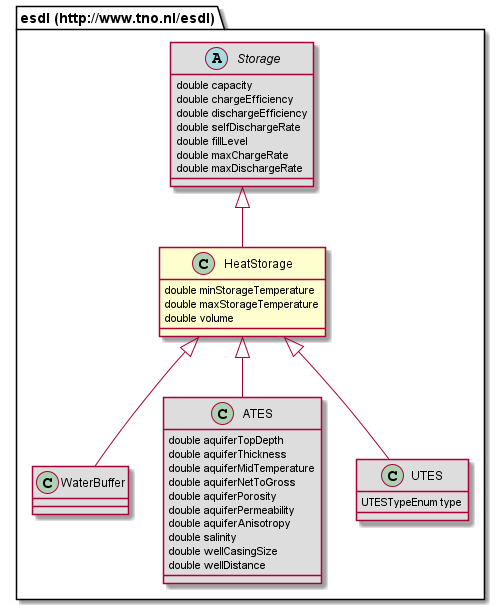 esdl (http://www.tno.nl/esdl)
A Storage
double capacity
double chargeEfficiency
double dischargeEfficiency
double selfDischargeRate
double fillLevel
double maxChargeRate
double maxDischargeRate
C HeatStorage
double minStorageTemperature
double maxStorageTemperature
double volume
C WaterBuffer
C ATES
double aquiferTopDepth
double aquiferThickness
double aquiferMidTemperature
double aquiferNetToGross
double aquiferPorosity
double aquiferPermeability
double aquiferAnisotropy
double salinity
double wellCasingSize
double wellDistance
C UTES
UTESTypeEnum type